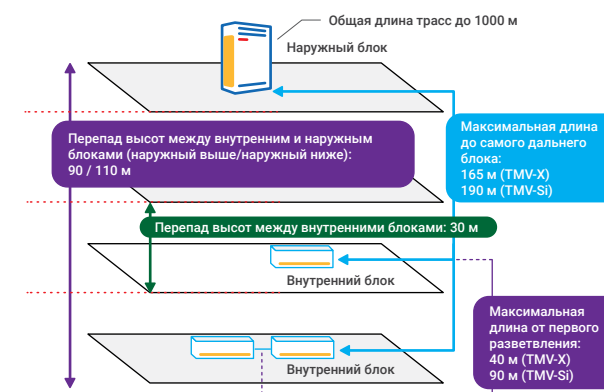 Общая длина трасс до 1000 м
Наружный блок
Перепад высот между внутренним и наружным
блоками (наружный выше/наружный ниже):
90 / 110 м
Максимальная длина
до самого дальнего
блока:
165 м (TMV-X)
190 м (TMV-Si)
Перепад высот между внутренними блоками: 30 м
Внутренний блок
Максимальная
длина от первого
разветвления:
40 м (TMV-X)
90 м (TMV-Si)
Внутренний блок